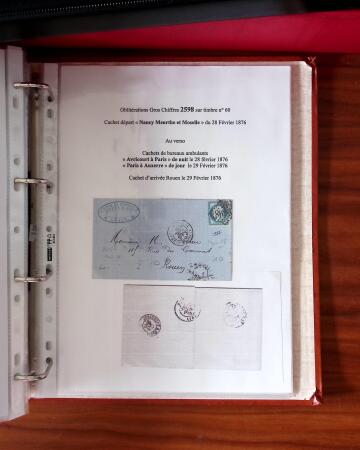 Oblitérations Gros Chiffres 2598 sur timbre n° 60
Cachet départ « Nancy Meurthe et Moselle » du 28 Février 1876
Au verso
Cachets de bureaux ambulants
« Avricourt à Paris » de nuit le 28 février 1876
« Paris à Auxerre » de jour le 29 Février 1876
Cachet d'arrivée Rouen le 29 Février 1876
Monsieur
Rouen